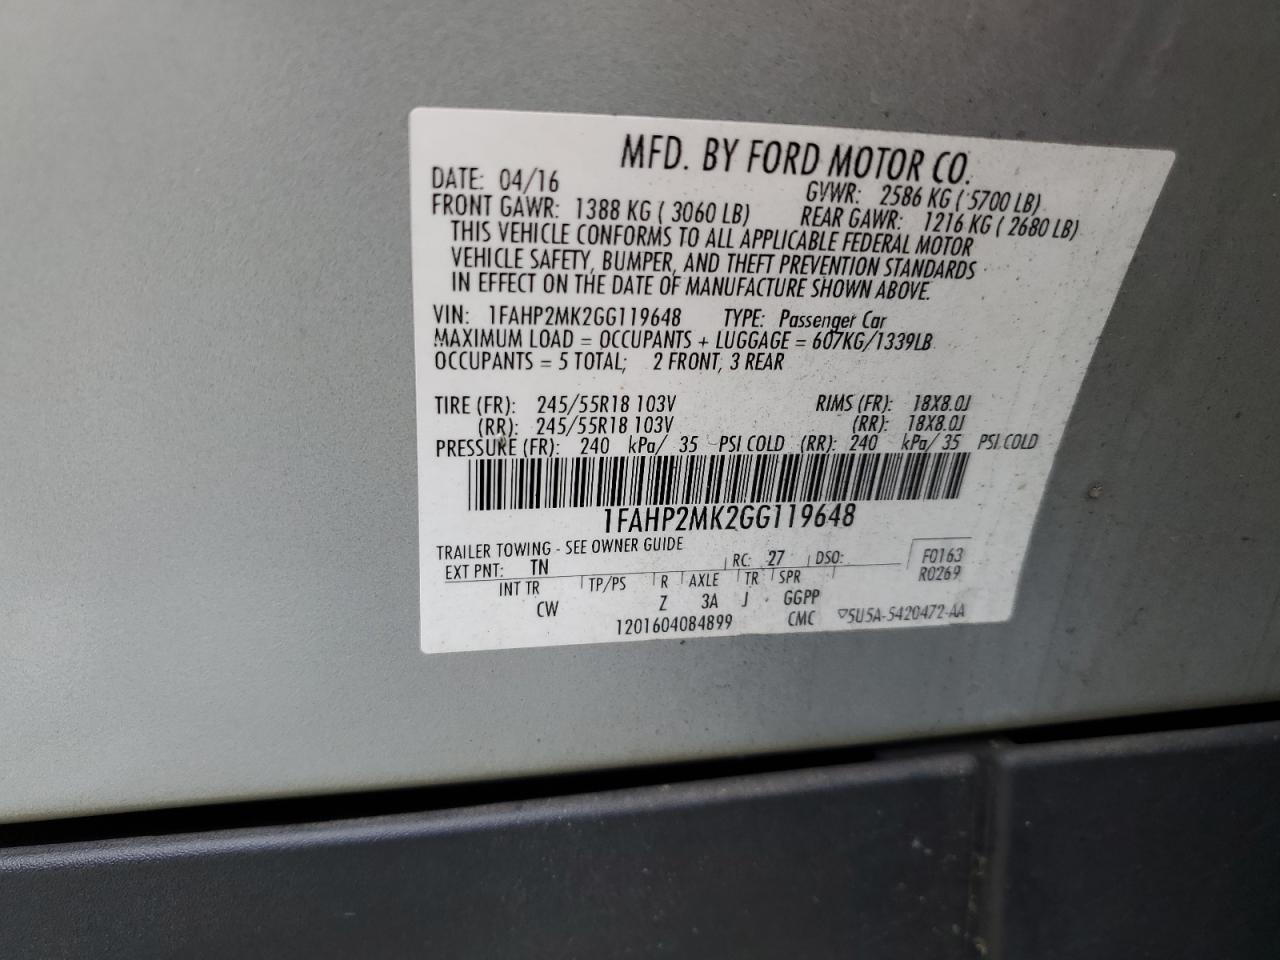 MFD. BY FORD MOTOR CO.
DATE: 04/16 GVWR: 2586 KG ( 5700 LB)
FRONT GAWR: 1388 KG ( 3060 LB) REAR GAWR: 1216 KG ( 2680 LB)
THIS VEHICLE CONFORMS TO ALL APPLICABLE FEDERAL MOTOR
VEHICLE SAFETY, BUMPER, AND THEFT PREVENTION STANDARDS
IN EFFECT ON THE DATE OF MANUFACTURE SHOWN ABOVE.
VIN: 1FAHP2MK2GG119648 TYPE: Passenger Car
MAXIMUM LOAD = OCCUPANTS + LUGGAGE = 607KG/1339LB
OCCUPANTS = 5 TOTAL; 2 FRONT, 3 REAR
TIRE (FR): 245/55R18 103V RIMS (FR): 18X8.0J
(RR): 245/55R18 103V (RR): 18X8.0J
PRESSURE (FR): 240 kPa/ 35 PSI COLD (RR): 240 kPa/ 35 PSI COLD
1FAHP2MK2GG119648
TRAILER TOWING - SEE OWNER GUIDE
EXT PNT: TN RC: 27 DSO: F0163
R0269
INT TR TP/PS R AXLE TR SPR
CW Z 3A J GGPP
1201604084899 CMC ▽5U5A-5420472-AA